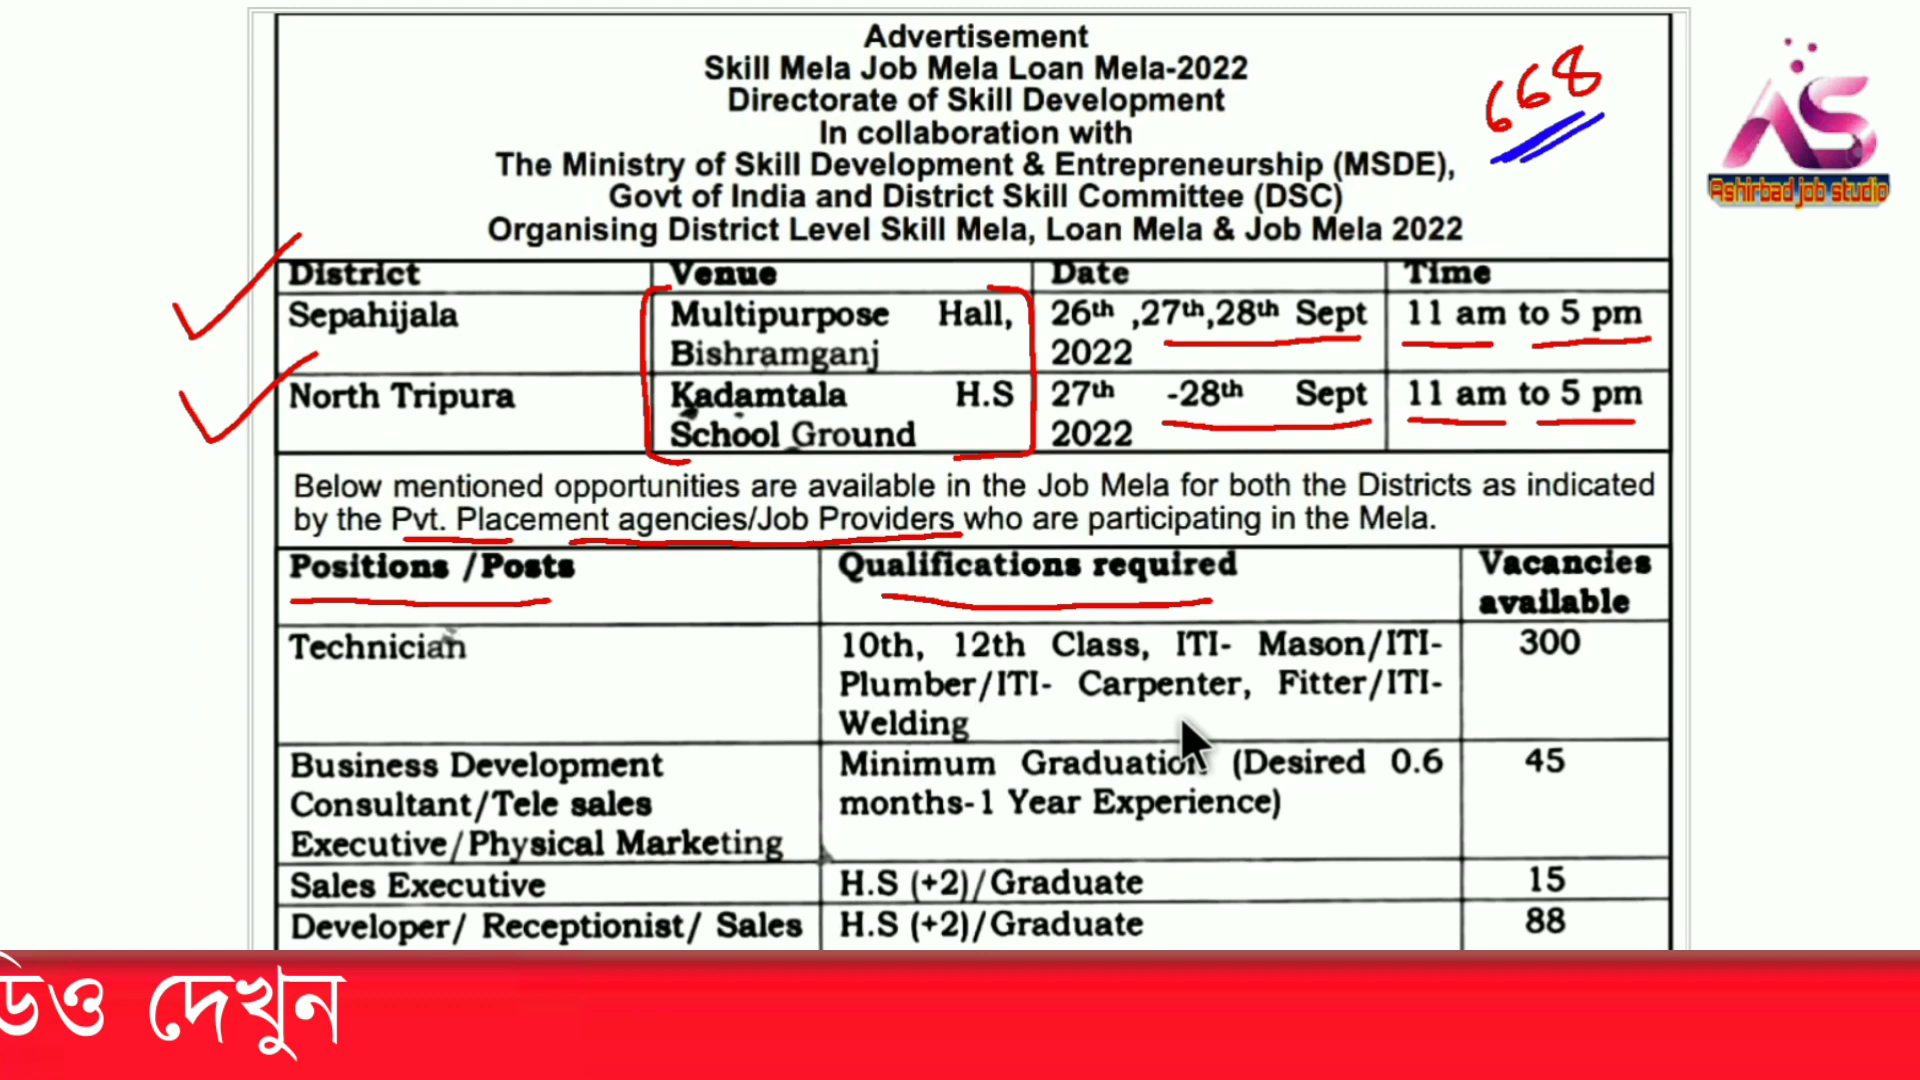 Advertisement
Skill Mela Job Mela Loan Mela-2022
Directorate of Skill Development
In collaboration with
The Ministry of Skill Development & Entrepreneurship (MSDE),
Govt of India and District Skill Committee (DSC)
Organising District Level Skill Mela, Loan Mela & Job Mela 2022
668
AS
Ashirbad job studio
District Venue Date Time
Sepahijala Multipurpose Hall, 26th ,27th,28th Sept 11 am to 5 pm
Bishramganj 2022
North Tripura Kadamtala H.S 27th -28th Sept 11 am to 5 pm
School Ground 2022
Below mentioned opportunities are available in the Job Mela for both the Districts as indicated
by the Pvt. Placement agencies/Job Providers who are participating in the Mela.
Positions /Posts Qualifications required Vacancies
available
Technician 10th, 12th Class, ITI- Mason/ITI- 300
Plumber/ITI- Carpenter, Fitter/ITI-
Welding
Business Development Minimum Graduation (Desired 0.6 45
Consultant/Tele sales months-1 Year Experience)
Executive/Physical Marketing
Sales Executive H.S (+2)/Graduate 15
Developer/ Receptionist/ Sales H.S (+2)/Graduate 88
ডিও দেখুন